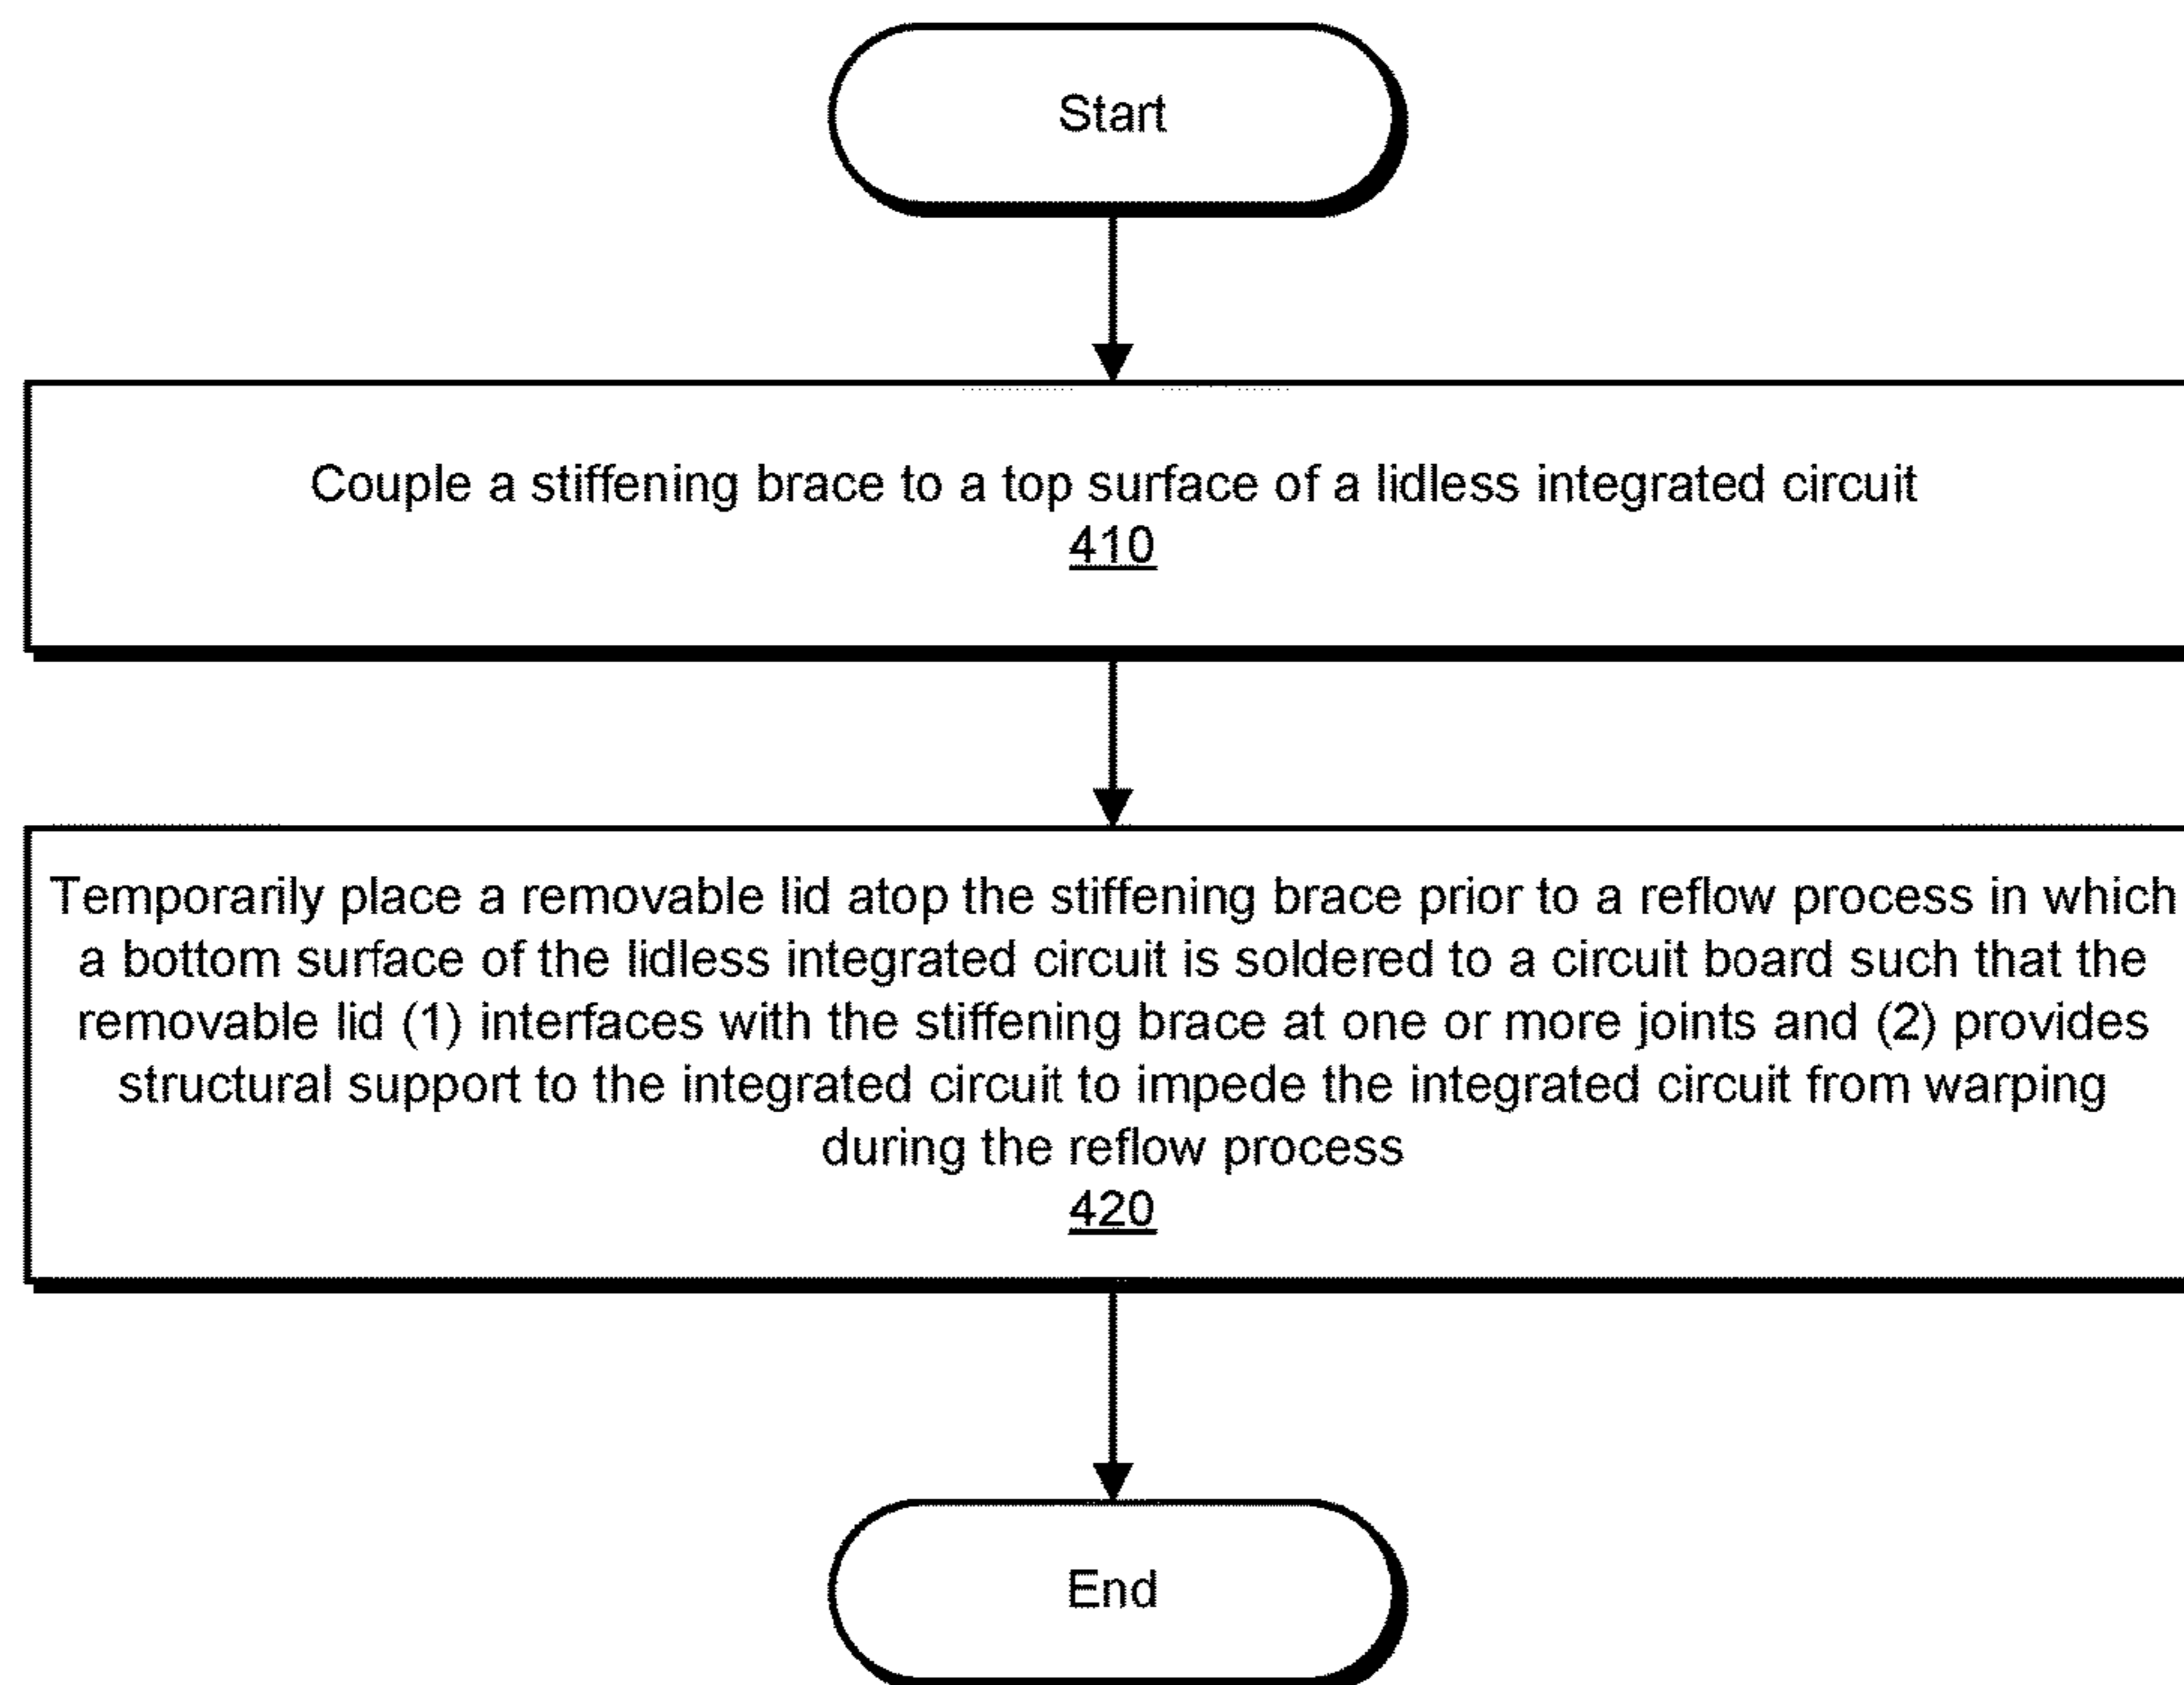 Start
Couple a stiffening brace to a top surface of a lidless integrated circuit
410
Temporarily place a removable lid atop the stiffening brace prior to a reflow process in which
a bottom surface of the lidless integrated circuit is soldered to a circuit board such that the
removable lid (1) interfaces with the stiffening brace at one or more joints and (2) provides
structural support to the integrated circuit to impede the integrated circuit from warping
during the reflow process
420
End